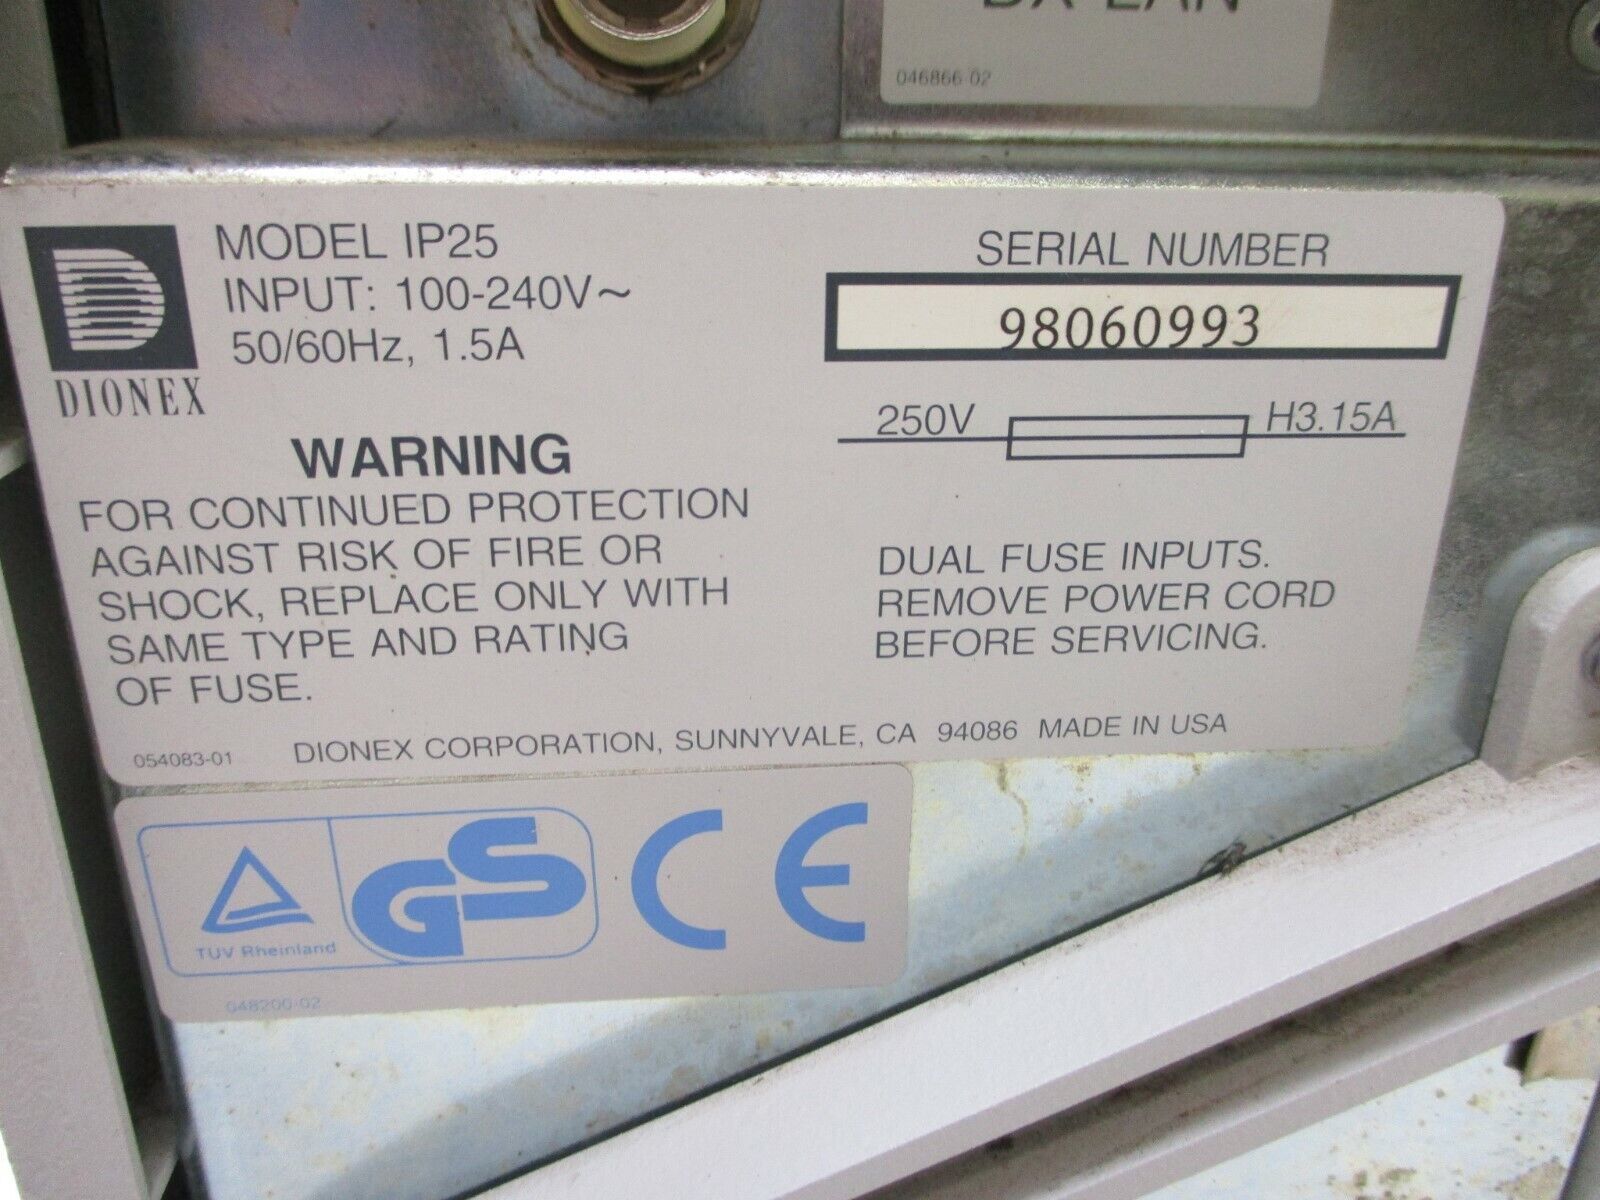 DX-LAN
046866-02
DIONEX
MODEL IP25
INPUT: 100-240V~
50/60Hz, 1.5A
SERIAL NUMBER
98060993
250V H3.15A
WARNING
FOR CONTINUED PROTECTION
AGAINST RISK OF FIRE OR
SHOCK, REPLACE ONLY WITH
SAME TYPE AND RATING
OF FUSE.
DUAL FUSE INPUTS.
REMOVE POWER CORD
BEFORE SERVICING.
054083-01 DIONEX CORPORATION, SUNNYVALE, CA 94086 MADE IN USA
TUV Rheinland
GS
CE
048200-02